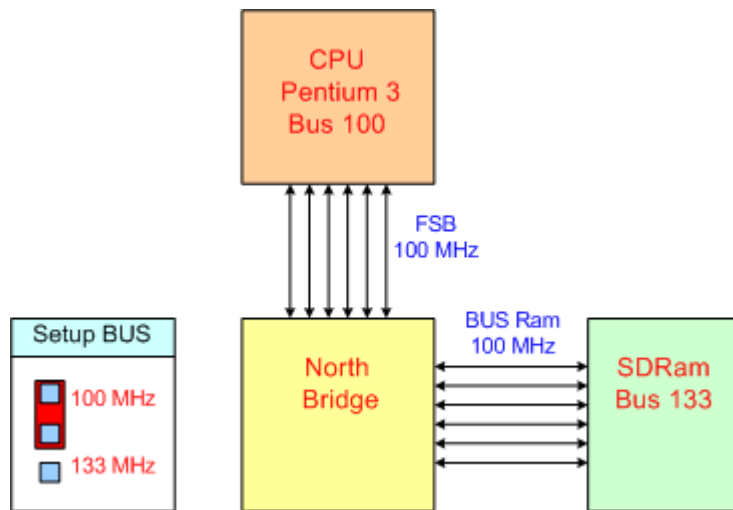 CPU
Pentium 3
Bus 100
FSB
100 MHz
Setup BUS
100 MHz
133 MHz
North
Bridge
BUS Ram
100 MHz
SDRam
Bus 133